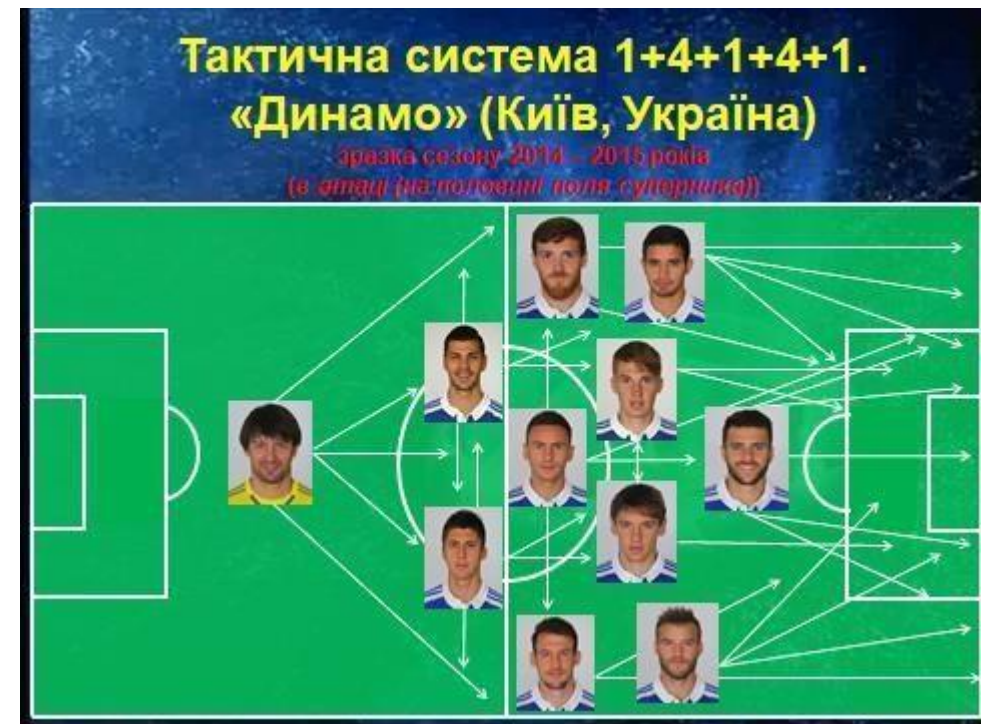 Тактична система 1+4+1+4+1.
«Динамо» (Київ, Україна)
зразка сезону 2014 – 2015 років
(в атаці (на половині поля суперника))